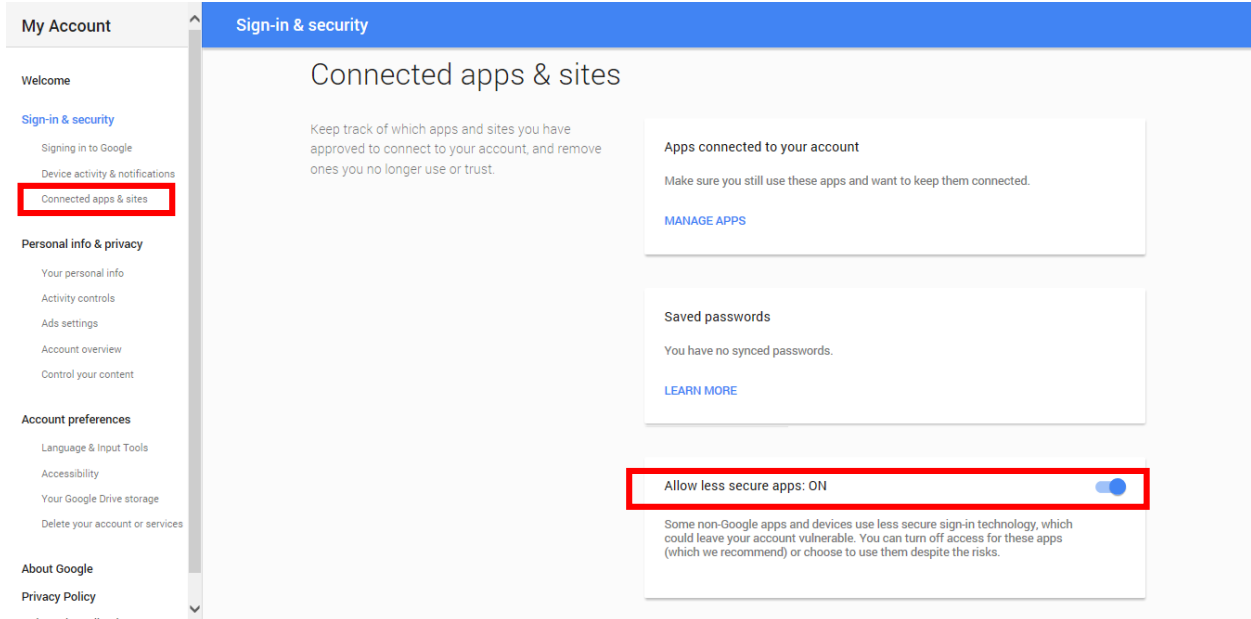 My Account
Sign-in & security
Welcome
Sign-in & security
Signing in to Google
Device activity & notifications
Connected apps & sites
Personal info & privacy
Your personal info
Activity controls
Ads settings
Account overview
Control your content
Account preferences
Language & Input Tools
Accessibility
Your Google Drive storage
Delete your account or services
About Google
Privacy Policy
Connected apps & sites
Keep track of which apps and sites you have
approved to connect to your account, and remove
ones you no longer use or trust.
Apps connected to your account
Make sure you still use these apps and want to keep them connected.
MANAGE APPS
Saved passwords
You have no synced passwords.
LEARN MORE
Allow less secure apps: ON
Some non-Google apps and devices use less secure sign-in technology, which
could leave your account vulnerable. You can turn off access for these apps
(which we recommend) or choose to use them despite the risks.